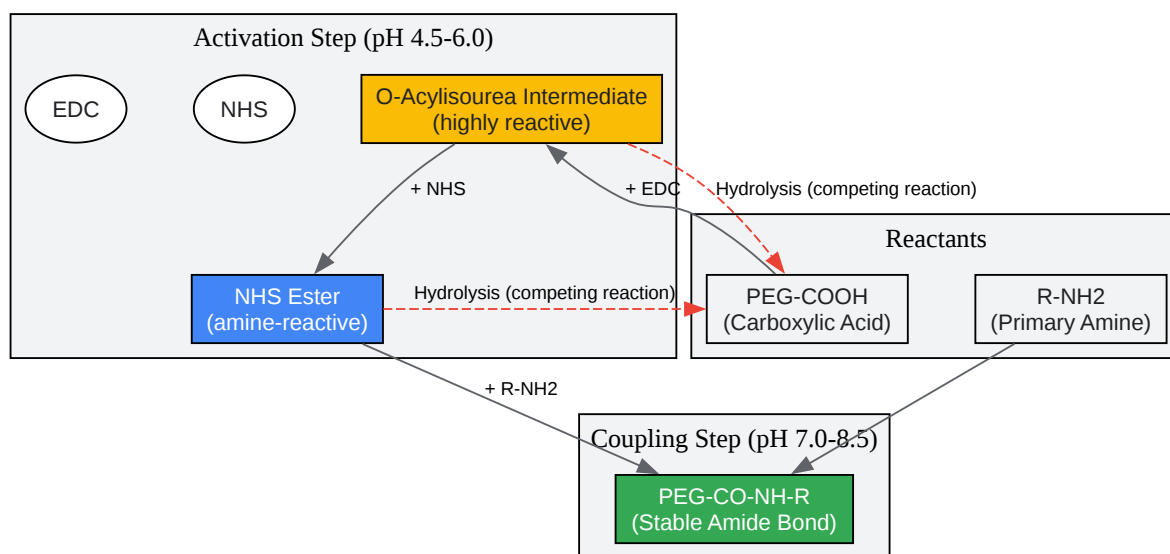 Activation Step (pH 4.5-6.0)
EDC
NHS
O-Acylisourea Intermediate
(highly reactive)
+ NHS
+ EDC
Hydrolysis (competing reaction)
Reactants
NHS Ester
(amine-reactive)
Hydrolysis (competing reaction)
PEG-COOH
(Carboxylic Acid)
R-NH2
(Primary Amine)
+ R-NH2
Coupling Step (pH 7.0-8.5)
PEG-CO-NH-R
(Stable Amide Bond)